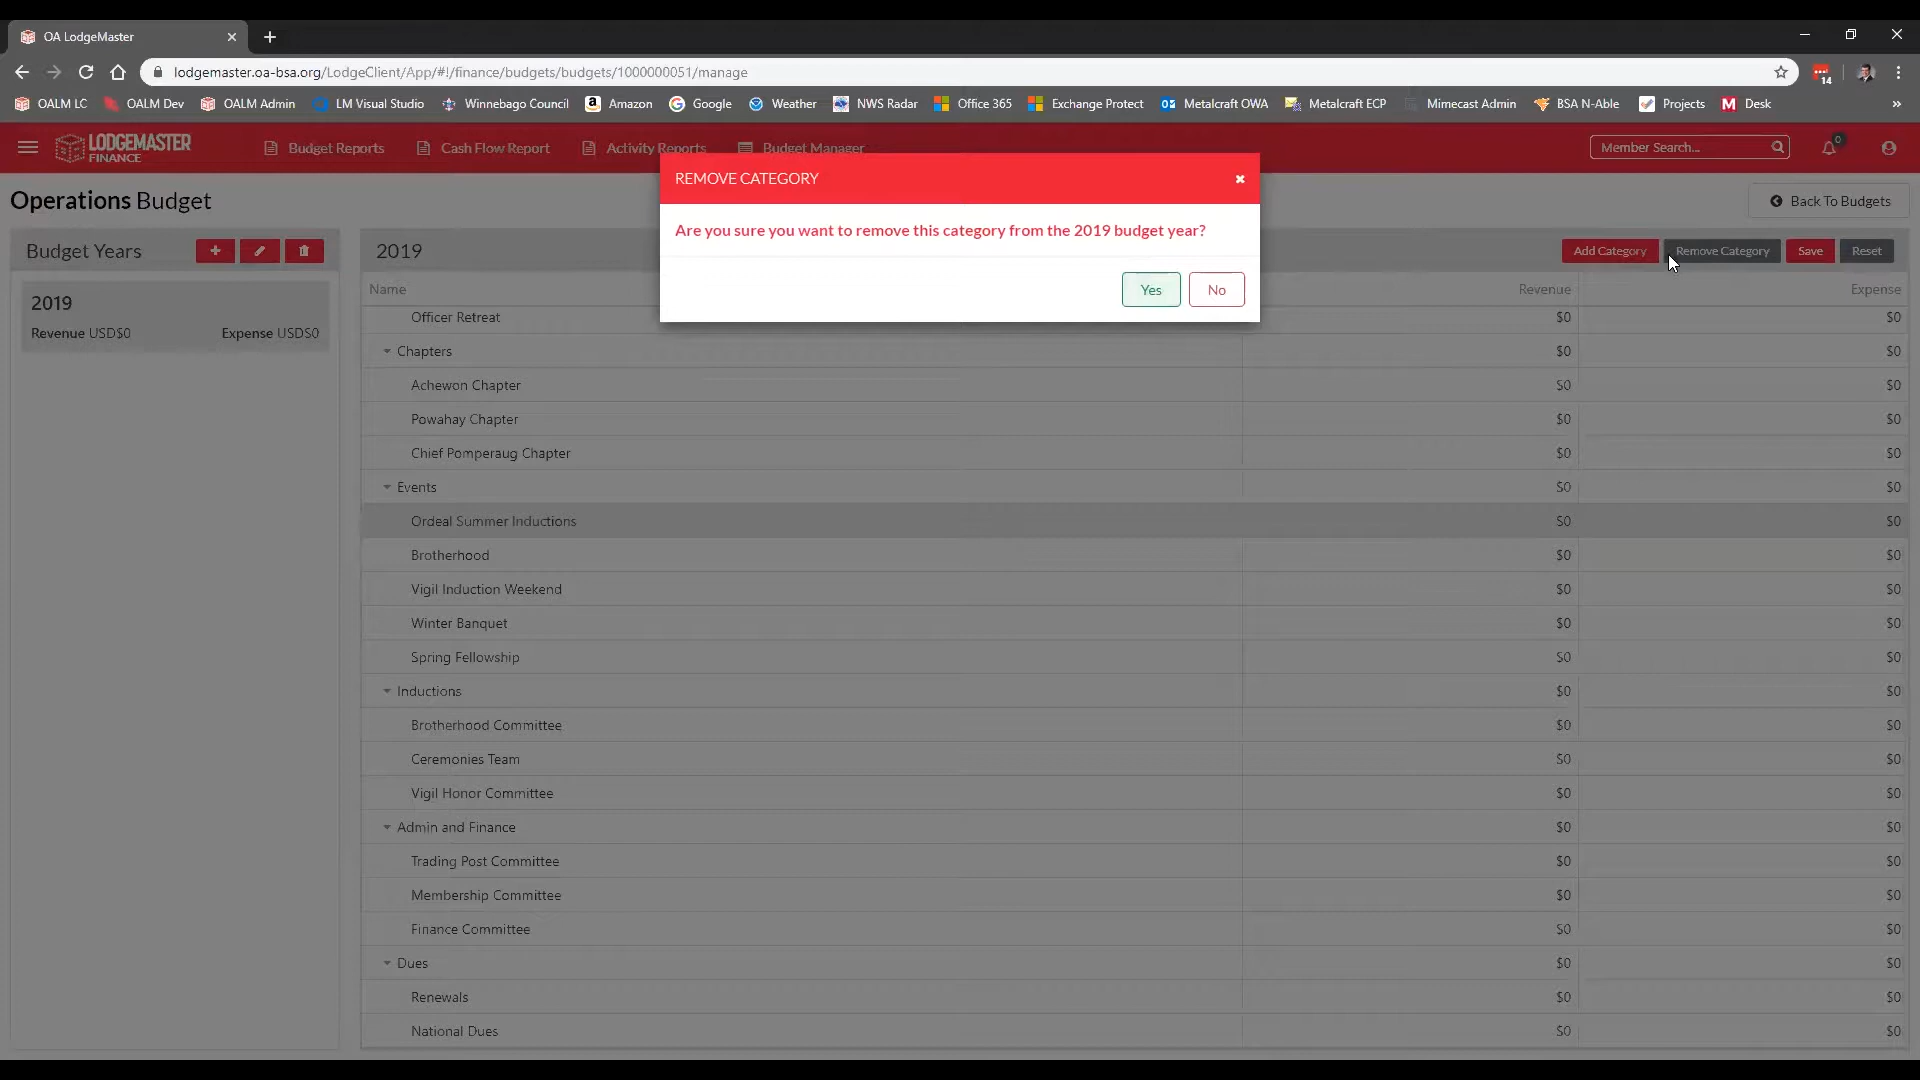 OA LodgeMaster
lodgemaster.oa-bsa.org/LodgeClient/App/#!/finance/budgets/budgets/1000000051/manage
14
OALM LC OALM Dev OALM Admin LM Visual Studio Winnebago Council Amazon Google Weather NWS Radar Office 365 Exchange Protect Metalcraft OWA Metalcraft ECP Mimecast Admin BSA N-Able Projects Desk »
LODGEMASTER
FINANCE
Budget Reports Cash Flow Report Activity Reports Budget Manager Member Search... 0
REMOVE CATEGORY
Are you sure you want to remove this category from the 2019 budget year?
Yes No
Operations Budget Back To Budgets
Budget Years
2019
Revenue USD$0 Expense USD$0
2019 Add Category Remove Category Save Reset
Name Revenue Expense
Officer Retreat $0 $0
Chapters $0 $0
Achewon Chapter $0 $0
Powahay Chapter $0 $0
Chief Pomperaug Chapter $0 $0
Events $0 $0
Ordeal Summer Inductions $0 $0
Brotherhood $0 $0
Vigil Induction Weekend $0 $0
Winter Banquet $0 $0
Spring Fellowship $0 $0
Inductions $0 $0
Brotherhood Committee $0 $0
Ceremonies Team $0 $0
Vigil Honor Committee $0 $0
Admin and Finance $0 $0
Trading Post Committee $0 $0
Membership Committee $0 $0
Finance Committee $0 $0
Dues $0 $0
Renewals $0 $0
National Dues $0 $0